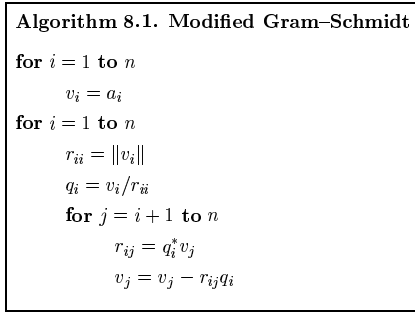 Algorithm 8.1. Modified Gram–Schmidt
for i = 1 to n
v_i = a_i
for i = 1 to n
r_{ii} = ‖v_i‖
q_i = v_i/r_{ii}
for j = i + 1 to n
r_{ij} = q_i^* v_j
v_j = v_j − r_{ij}q_i